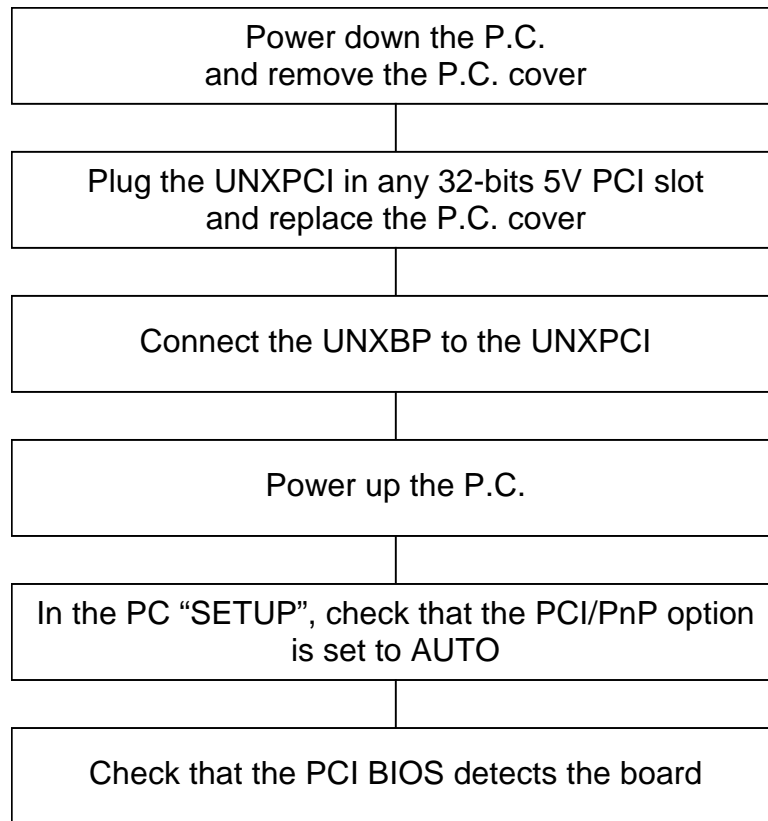 Power down the P.C.
and remove the P.C. cover
Plug the UNXPCI in any 32-bits 5V PCI slot
and replace the P.C. cover
Connect the UNXBP to the UNXPCI
Power up the P.C.
In the PC “SETUP”, check that the PCI/PnP option
is set to AUTO
Check that the PCI BIOS detects the board